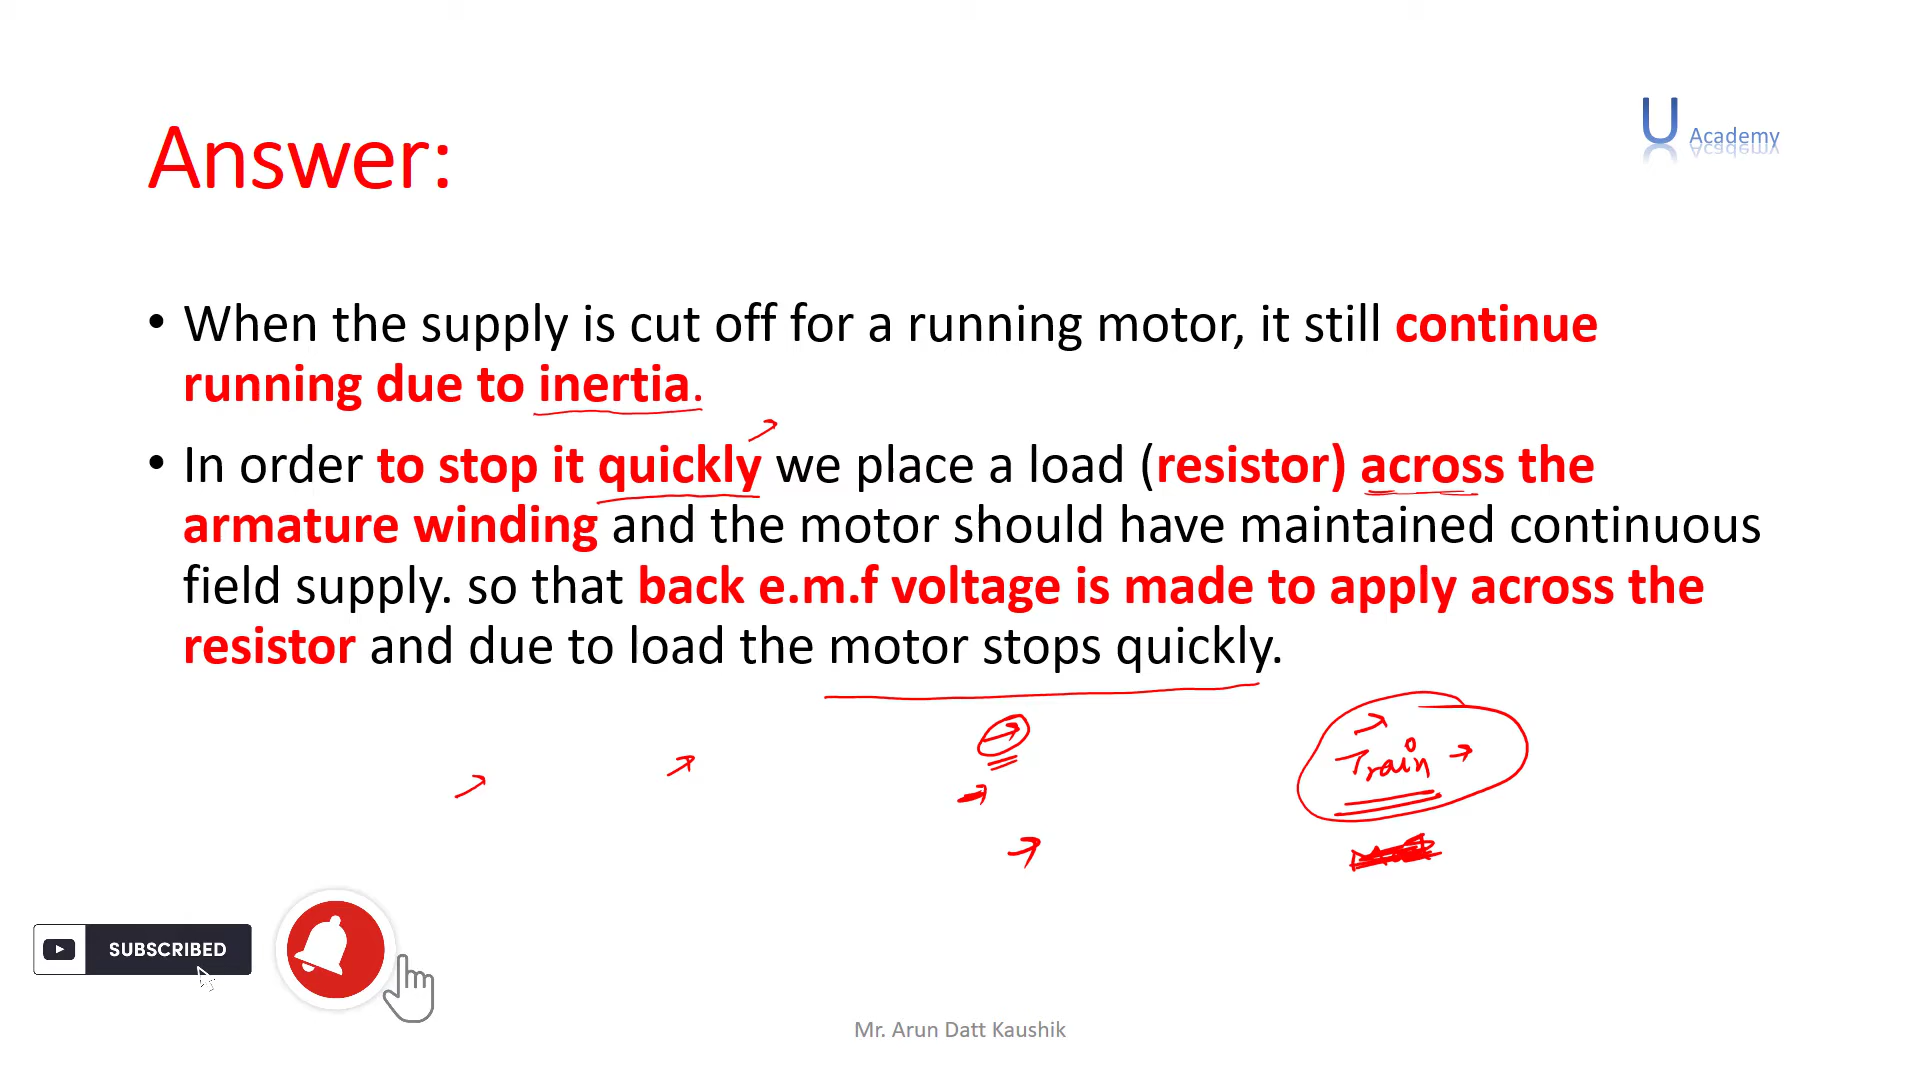 U Academy
Answer:
• When the supply is cut off for a running motor, it still continue
running due to inertia.
• In order to stop it quickly we place a load (resistor) across the
armature winding and the motor should have maintained continuous
field supply. so that back e.m.f voltage is made to apply across the
resistor and due to load the motor stops quickly.
Train
SUBSCRIBED
Mr. Arun Datt Kaushik